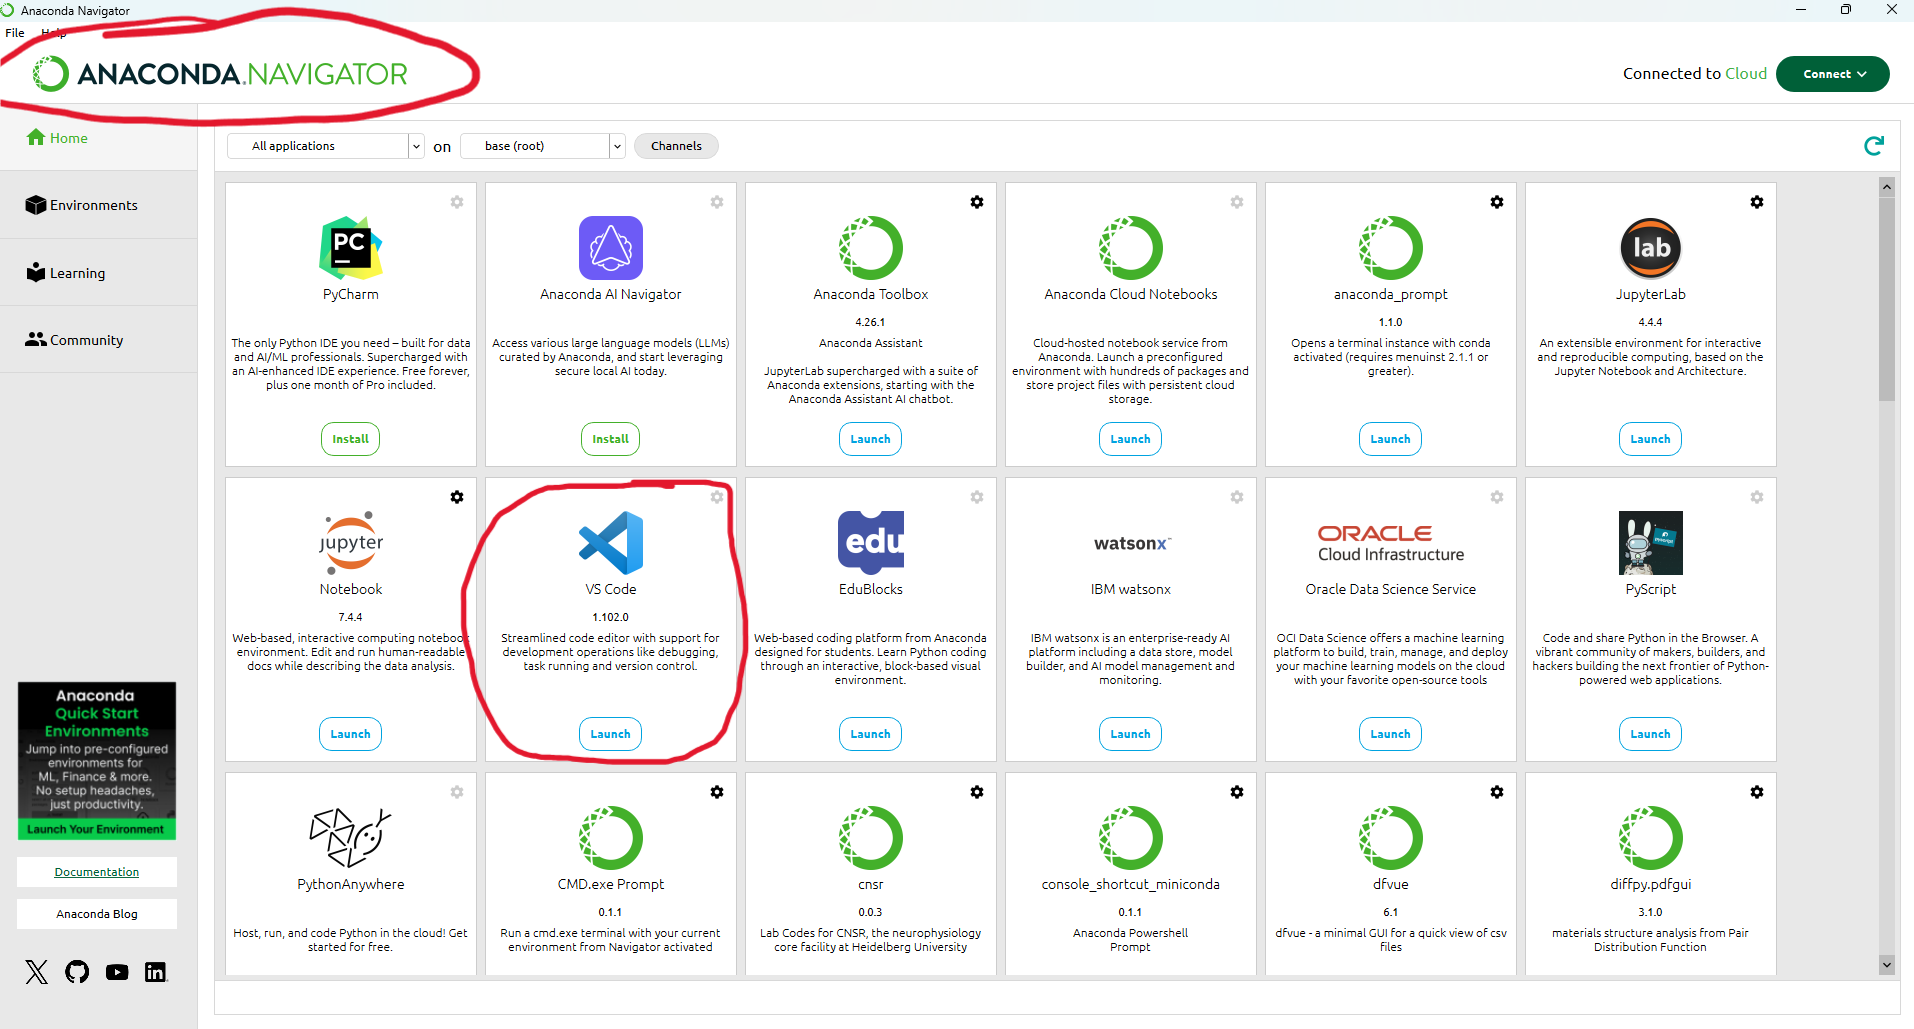 Anaconda Navigator
File Help
ANACONDA.NAVIGATOR
Connected to Cloud
Connect
Home
Environments
Learning
Community
All applications
on
base (root)
Channels
PC
PyCharm
The only Python IDE you need – built for data
and AI/ML professionals. Supercharged with
an AI-enhanced IDE experience. Free forever,
plus one month of Pro included.
Install
Anaconda AI Navigator
Access various large language models (LLMs)
curated by Anaconda, and start leveraging
secure local AI today.
Install
Anaconda Toolbox
4.26.1
Anaconda Assistant
JupyterLab supercharged with a suite of
Anaconda extensions, starting with the
Anaconda Assistant AI chatbot.
Launch
Anaconda Cloud Notebooks
Cloud-hosted notebook service from
Anaconda. Launch a preconfigured
environment with hundreds of packages and
store project files with persistent cloud
storage.
Launch
anaconda_prompt
1.1.0
Opens a terminal instance with conda
activated (requires menuinst 2.1.1 or
greater).
Launch
lab
JupyterLab
4.4.4
An extensible environment for interactive
and reproducible computing, based on the
Jupyter Notebook and Architecture.
Launch
jupyter
Notebook
7.4.4
Web-based, interactive computing notebook
environment. Edit and run human-readable
docs while describing the data analysis.
Launch
VS Code
1.102.0
Streamlined code editor with support for
development operations like debugging,
task running and version control.
Launch
edu
EduBlocks
Web-based coding platform from Anaconda
designed for students. Learn Python coding
through an interactive, block-based visual
environment.
Launch
watsonx
IBM watsonx
IBM watsonx is an enterprise-ready AI
platform including a data store, model
builder, and AI model management and
monitoring.
Launch
ORACLE
Cloud Infrastructure
Oracle Data Science Service
OCI Data Science offers a machine learning
platform to build, train, manage, and deploy
your machine learning models on the cloud
with your favorite open-source tools
Launch
PyScript
Code and share Python in the Browser. A
vibrant community of makers, builders, and
hackers building the next frontier of Python-
powered web applications.
Launch
PythonAnywhere
Host, run, and code Python in the cloud! Get
started for free.
CMD.exe Prompt
0.1.1
Run a cmd.exe terminal with your current
environment from Navigator activated
cnsr
0.0.3
Lab Codes for CNSR, the neurophysiology
core facility at Heidelberg University
console_shortcut_miniconda
0.1.1
Anaconda Powershell
Prompt
dfvue
6.1
dfvue - a minimal GUI for a quick view of csv
files
diffpy.pdfgui
3.1.0
materials structure analysis from Pair
Distribution Function
Anaconda
Quick Start
Environments
Jump into pre-configured
environments for
ML, Finance & more.
No setup headaches,
just productivity.
Launch Your Environment
Documentation
Anaconda Blog